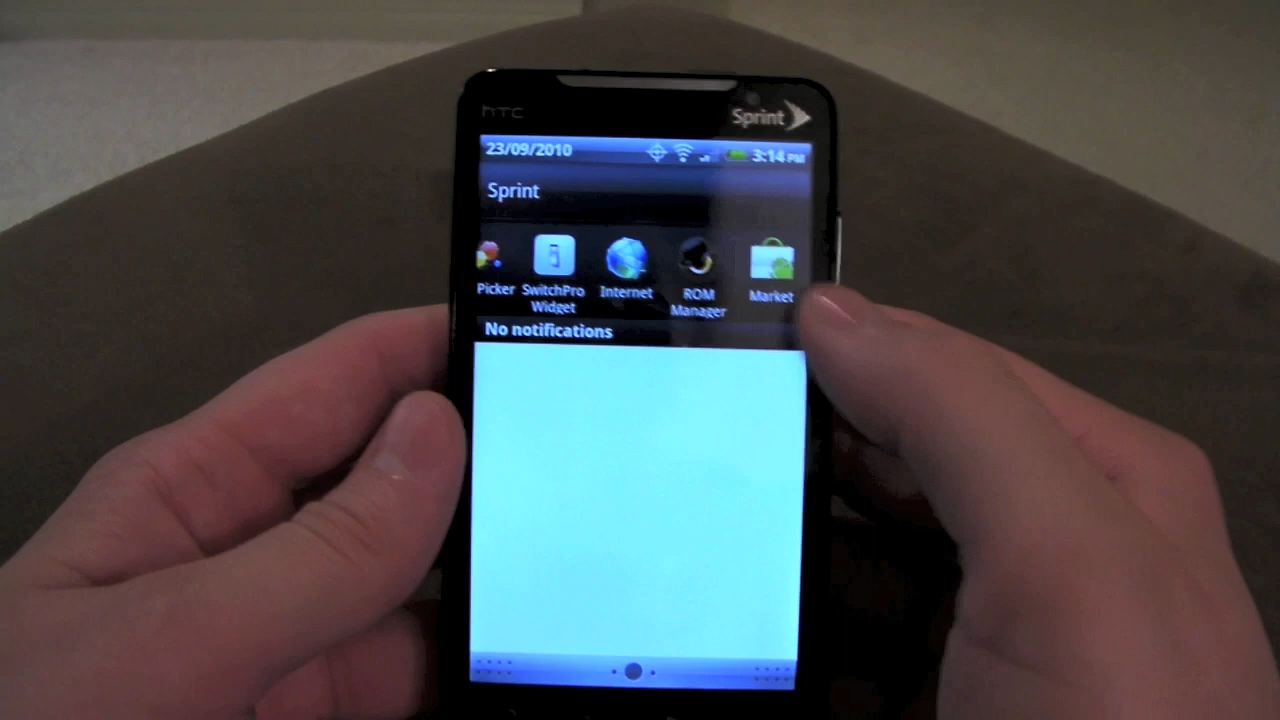 hTC
Sprint
23/09/2010 3:14 PM
Sprint
Picker SwitchPro Widget Internet ROM Manager Market
No notifications